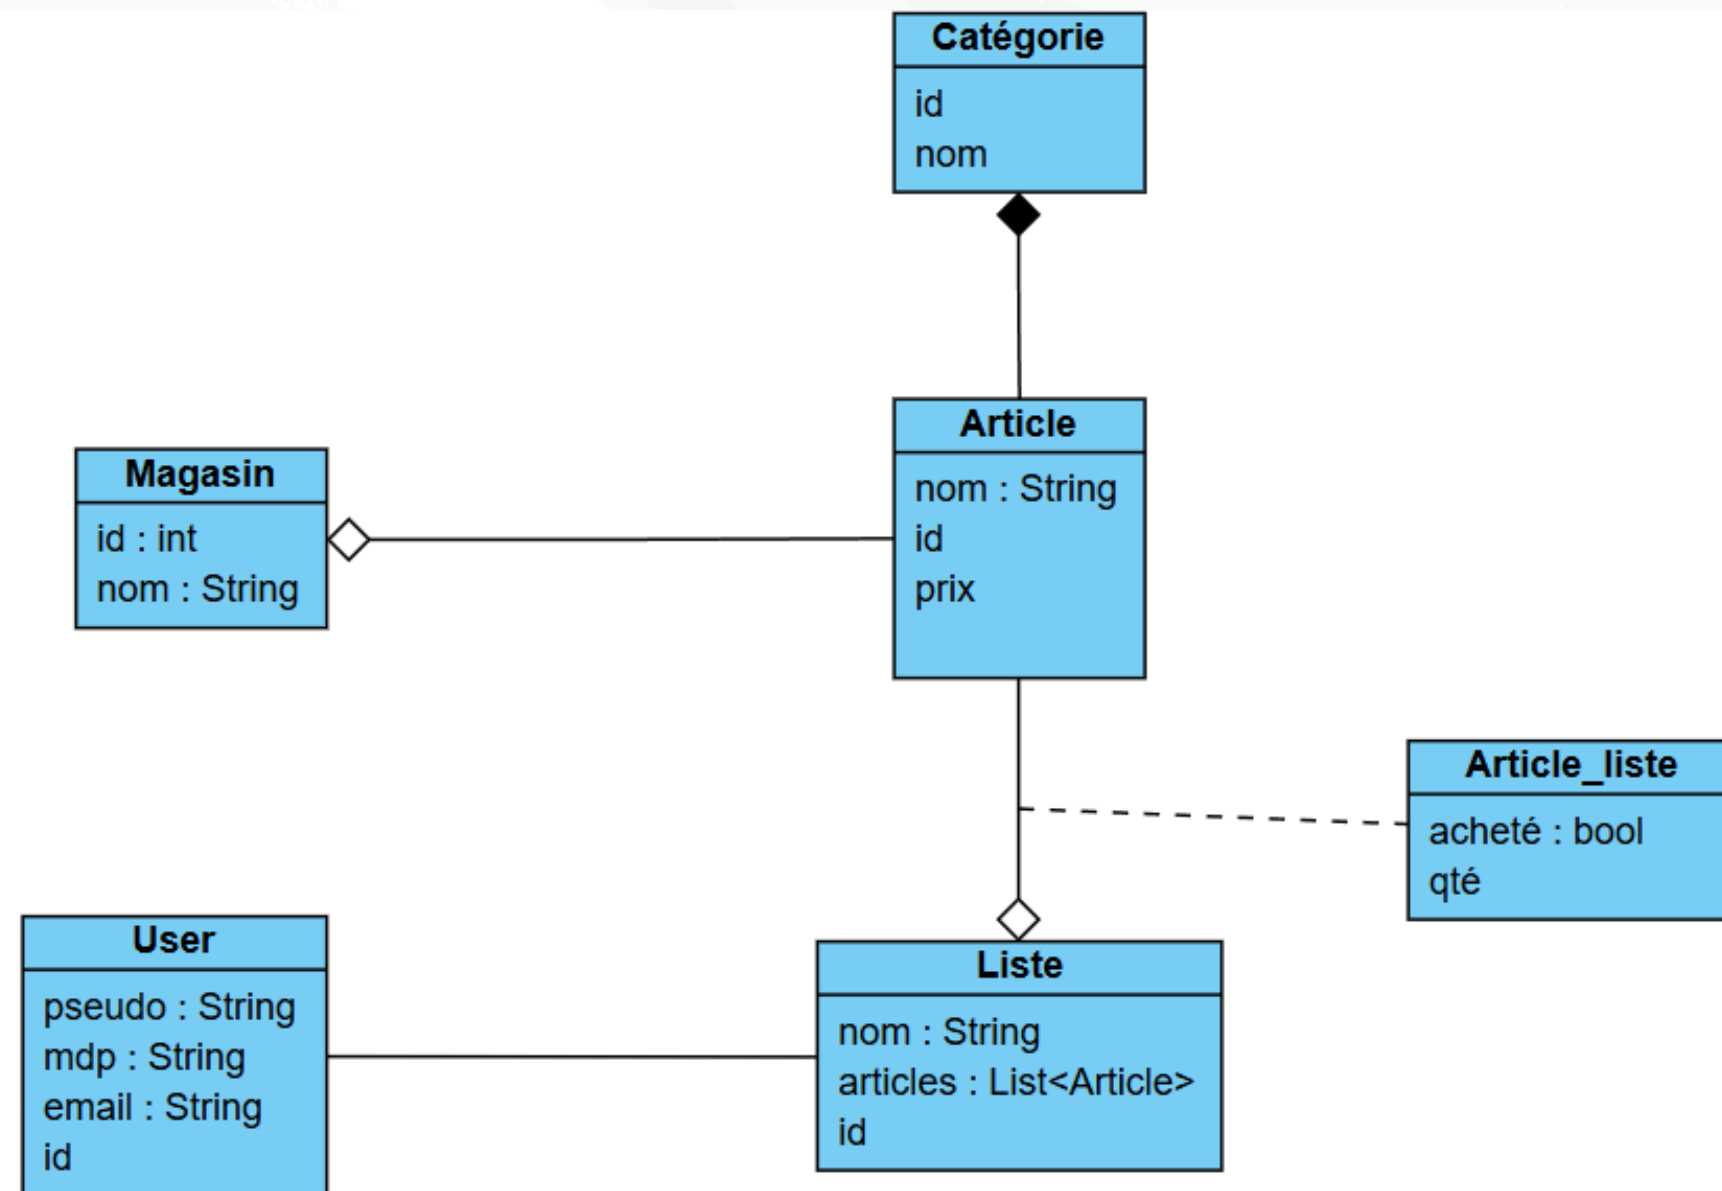 Catégorie
id
nom
Article
nom : String
id
prix
Magasin
id : int
nom : String
Article_liste
acheté : bool
qté
User
pseudo : String
mdp : String
email : String
id
Liste
nom : String
articles : List<Article>
id